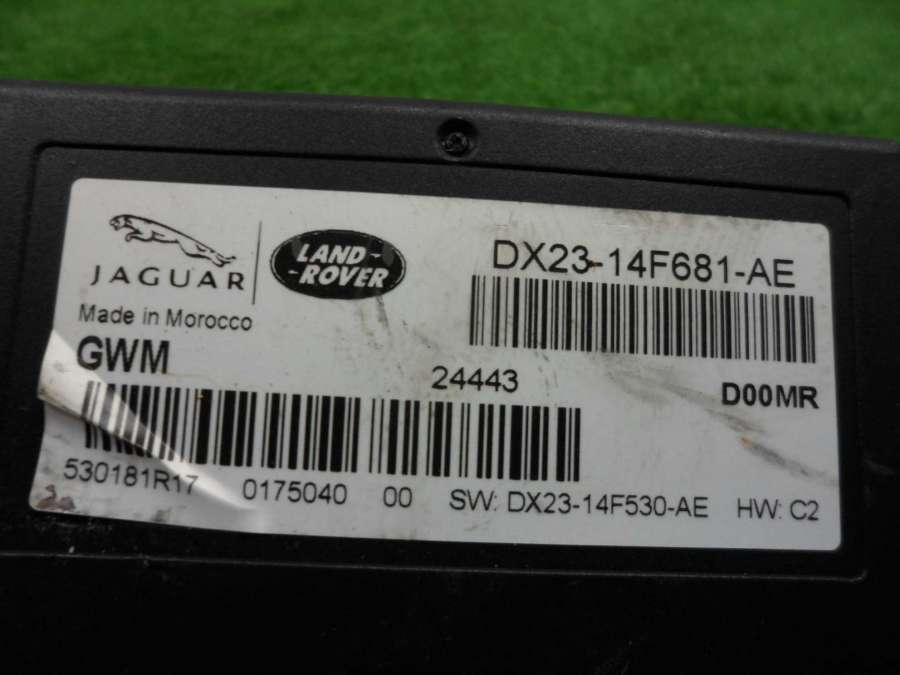 JAGUAR
LAND-
-ROVER
DX23-14F681-AE
Made in Morocco
GWM
24443
D00MR
530181R17 0175040 00 SW: DX23-14F530-AE HW: C2